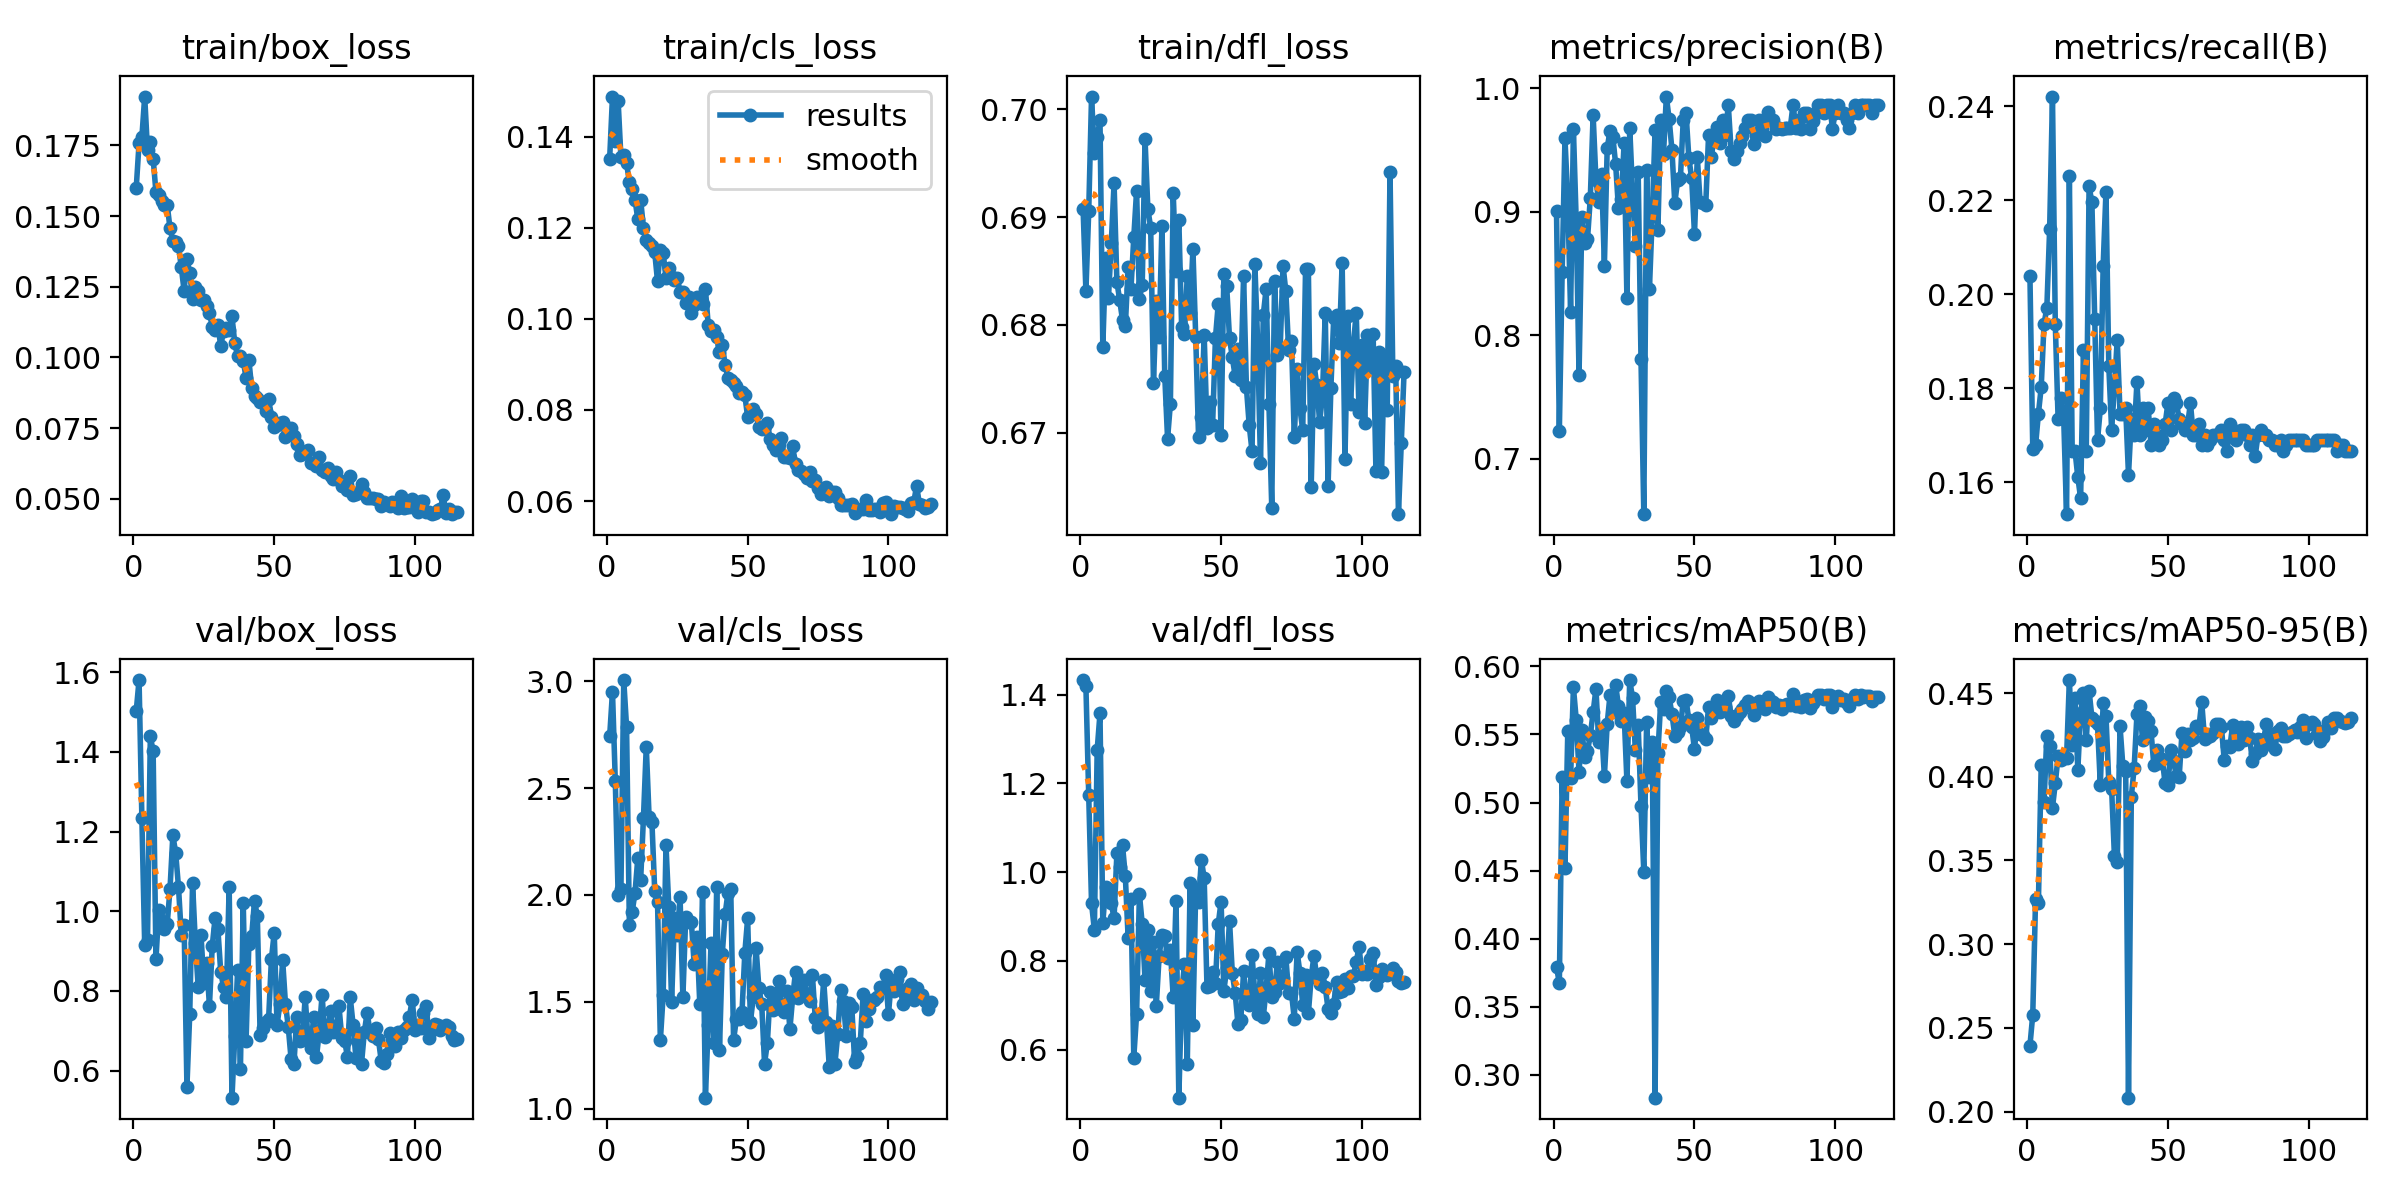 train/box_loss
0.175
0.150
0.125
0.100
0.075
0.050
0 50 100
train/cls_loss
results
smooth
0.14
0.12
0.10
0.08
0.06
0 50 100
train/dfl_loss
0.70
0.69
0.68
0.67
0 50 100
metrics/precision(B)
1.0
0.9
0.8
0.7
0 50 100
metrics/recall(B)
0.24
0.22
0.20
0.18
0.16
0 50 100
val/box_loss
1.6
1.4
1.2
1.0
0.8
0.6
0 50 100
val/cls_loss
3.0
2.5
2.0
1.5
1.0
0 50 100
val/dfl_loss
1.4
1.2
1.0
0.8
0.6
0 50 100
metrics/mAP50(B)
0.60
0.55
0.50
0.45
0.40
0.35
0.30
0 50 100
metrics/mAP50-95(B)
0.45
0.40
0.35
0.30
0.25
0.20
0 50 100